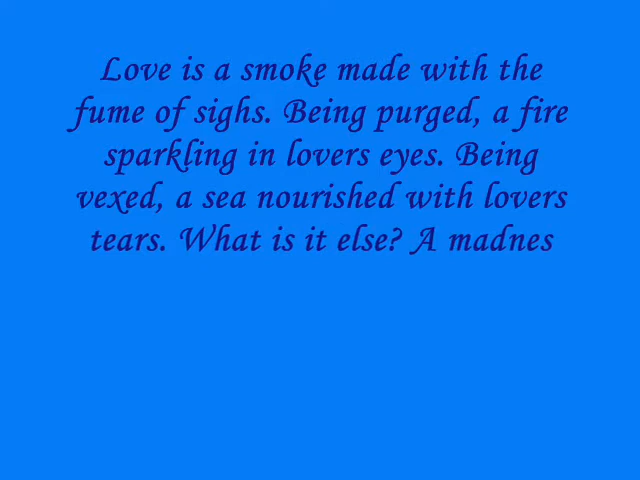 Love is a smoke made with the
fume of sighs. Being purged, a fire
sparkling in lovers eyes. Being
vexed, a sea nourished with lovers
tears. What is it else? A madnes